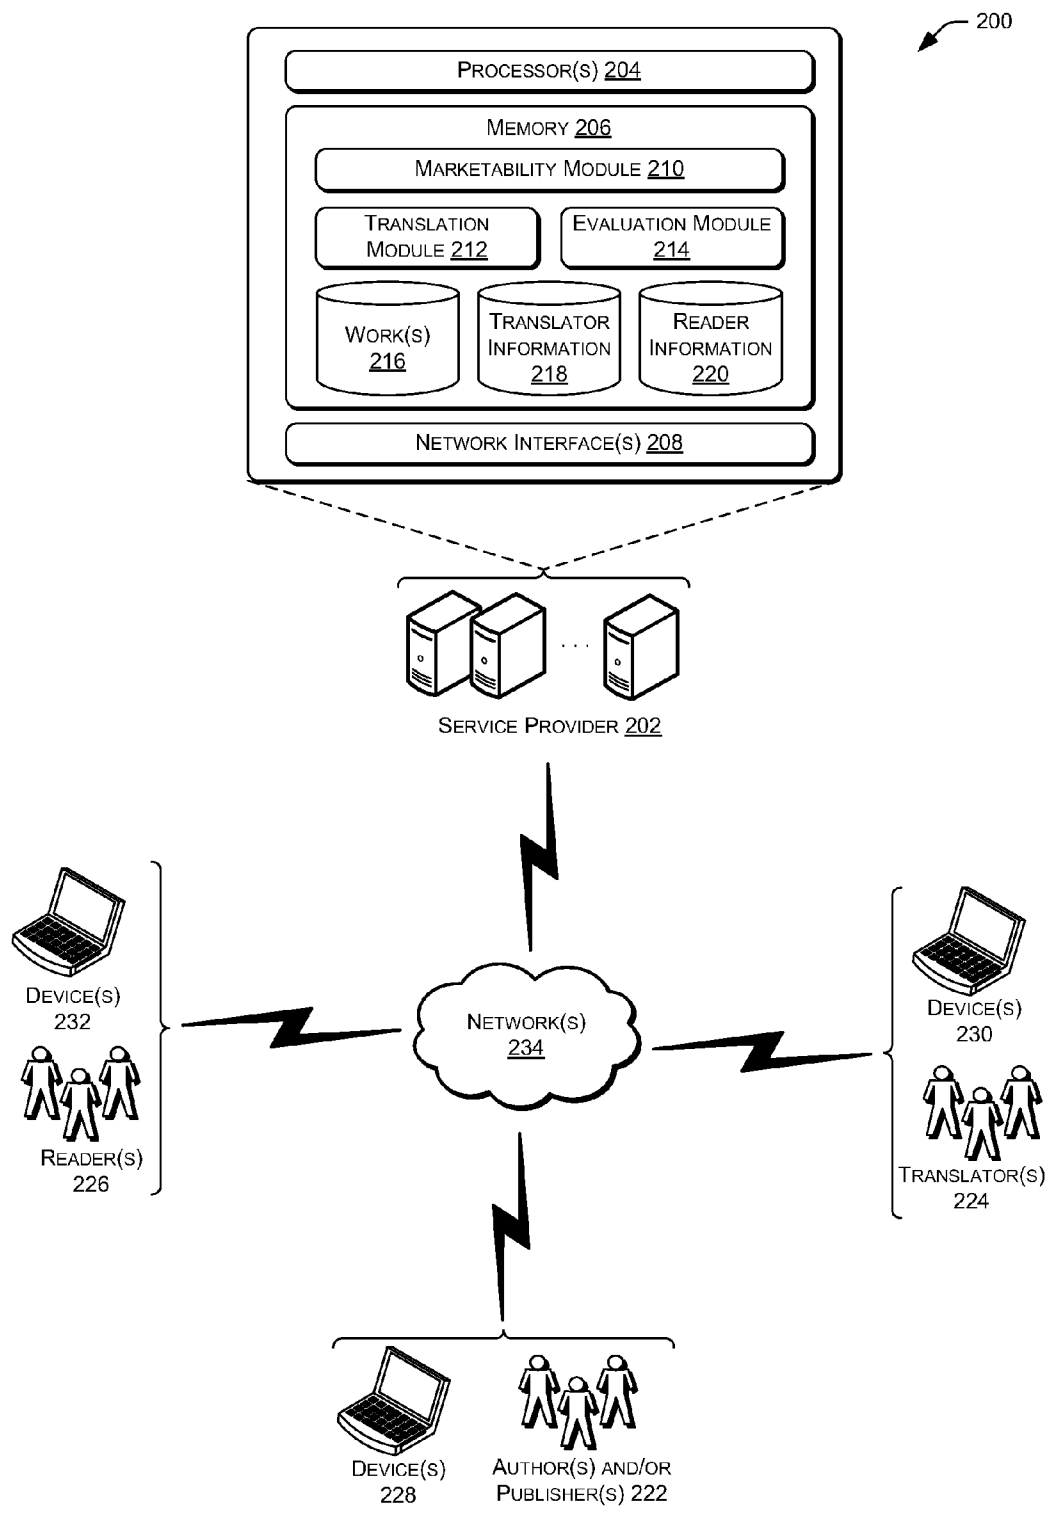 200
PROCESSOR(S) 204
MEMORY 206
MARKETABILITY MODULE 210
TRANSLATION
MODULE 212
EVALUATION MODULE
214
WORK(S)
216
TRANSLATOR
INFORMATION
218
READER
INFORMATION
220
NETWORK INTERFACE(S) 208
...
SERVICE PROVIDER 202
DEVICE(S)
232
READER(S)
226
NETWORK(S)
234
DEVICE(S)
230
TRANSLATOR(S)
224
DEVICE(S)
228
AUTHOR(S) AND/OR
PUBLISHER(S) 222